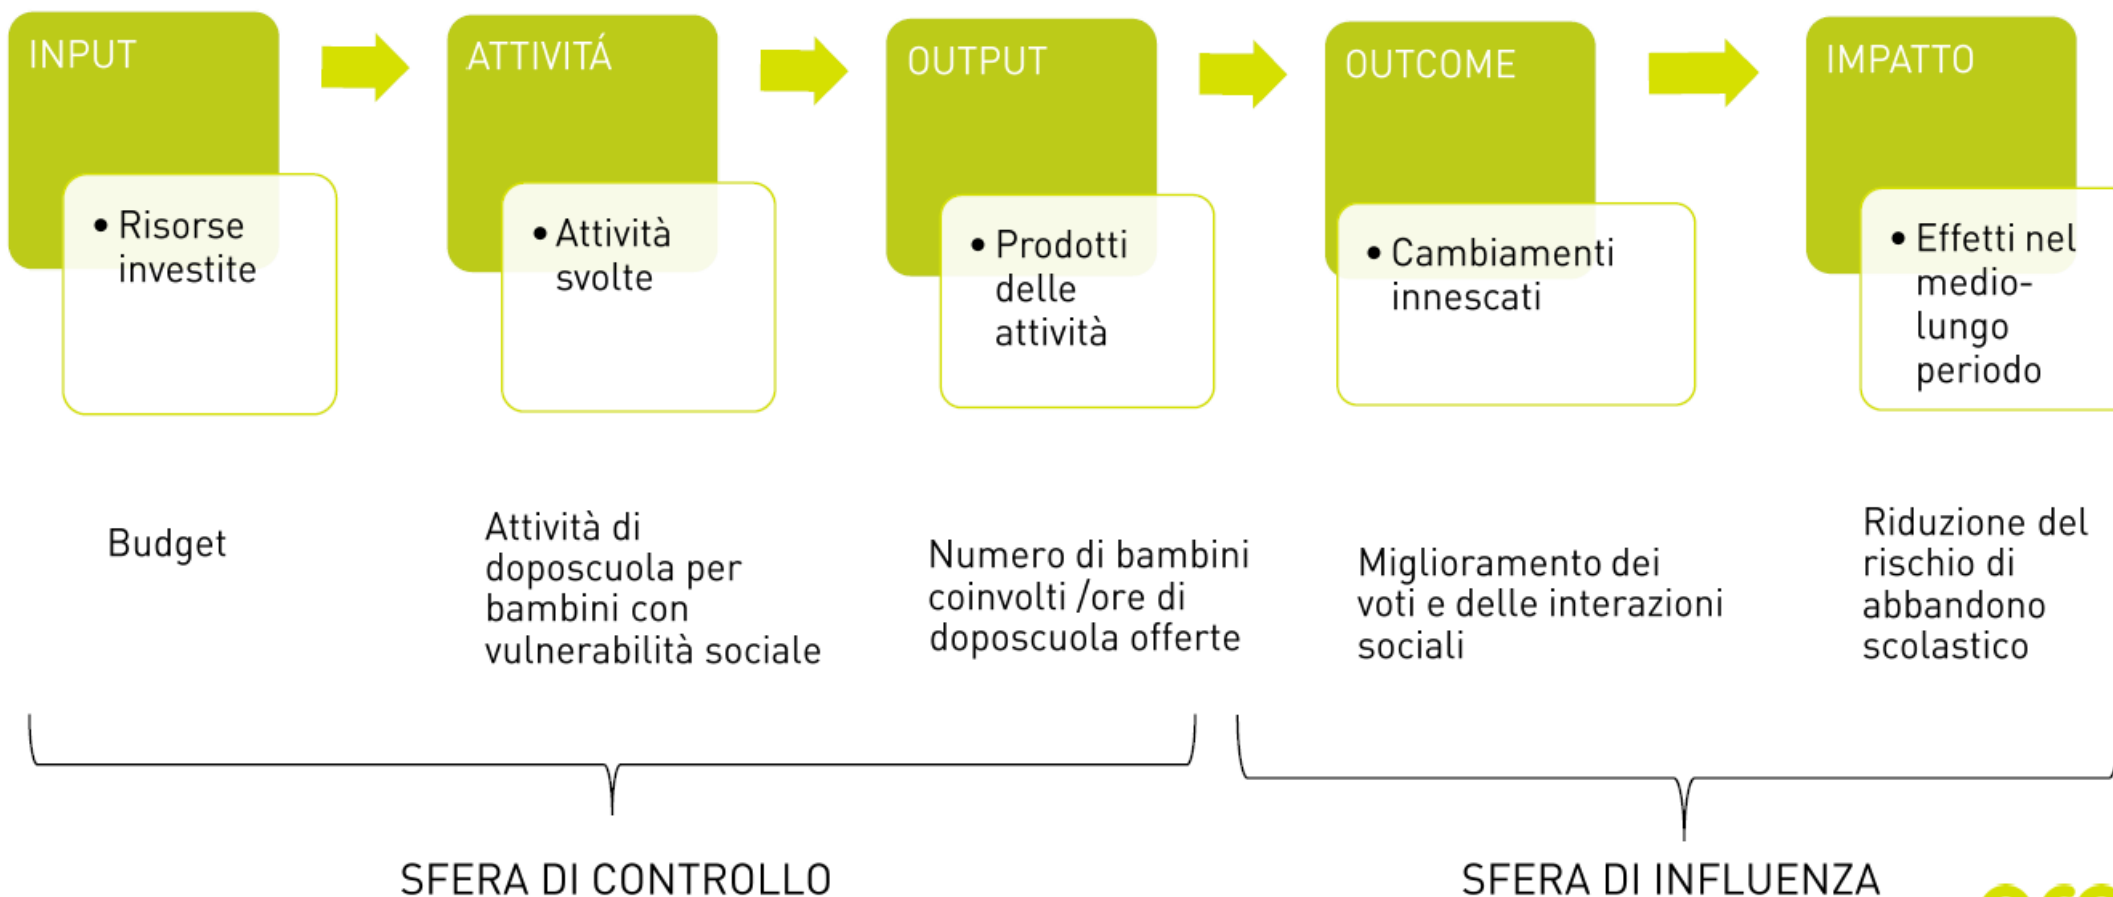 INPUT
• Risorse
investite
ATTIVITÁ
• Attività
svolte
OUTPUT
• Prodotti
delle
attività
OUTCOME
• Cambiamenti
innescati
IMPATTO
• Effetti nel
medio-
lungo
periodo
Budget
Attività di
doposcuola per
bambini con
vulnerabilità sociale
Numero di bambini
coinvolti /ore di
doposcuola offerte
Miglioramento dei
voti e delle interazioni
sociali
Riduzione del
rischio di
abbandono
scolastico
SFERA DI CONTROLLO
SFERA DI INFLUENZA